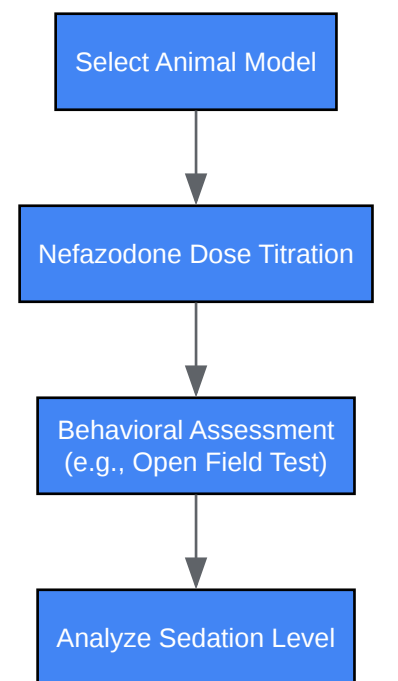 Select Animal Model
Nefazodone Dose Titration
Behavioral Assessment
(e.g., Open Field Test)
Analyze Sedation Level